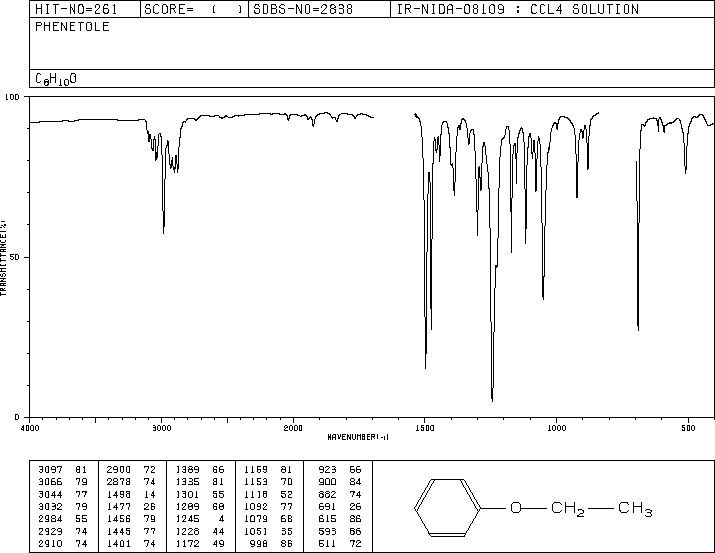 HIT-NO=261 SCORE= ( ) SDBS-NO=2838 IR-NIDA-08109 : CCL4 SOLUTION
PHENETOLE
C8H10O
100
50
0
TRANSMITTANCE(%)
4000 3000 2000 1500 1000 500
WAVENUMBER(-1)
3097 81 2900 72 1389 66 1169 81 923 66
3066 79 2878 74 1335 81 1153 70 900 84
3044 77 1498 14 1301 55 1118 52 882 74
3032 79 1477 26 1289 68 1092 77 691 26
2984 55 1456 79 1245 4 1079 68 615 86
2929 74 1445 77 1228 44 1051 35 593 86
2910 74 1401 74 1172 49 998 86 511 72
O CH2 CH3